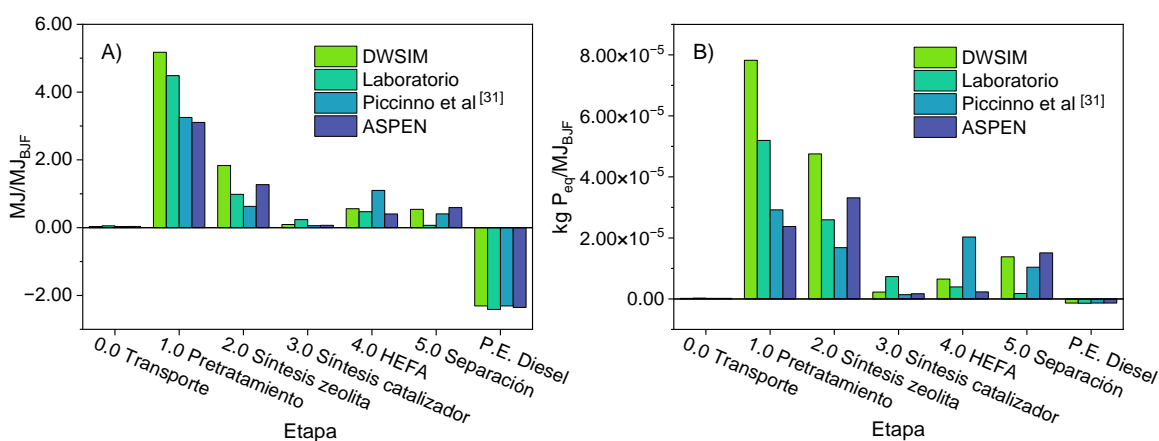 A)
DWSIM
Laboratorio
Piccinno et al [31]
ASPEN
6.00
4.00
2.00
0.00
−2.00
MJ/MJBJF
0.0 Transporte
1.0 Pretratamiento
2.0 Síntesis zeolita
3.0 Síntesis catalizador
4.0 HEFA
5.0 Separación
P.E. Diesel
Etapa
B)
DWSIM
Laboratorio
Piccinno et al [31]
ASPEN
8.00×10⁻⁵
6.00×10⁻⁵
4.00×10⁻⁵
2.00×10⁻⁵
0.00
kg Peq/MJBJF
0.0 Transporte
1.0 Pretratamiento
2.0 Síntesis zeolita
3.0 Síntesis catalizador
4.0 HEFA
5.0 Separación
P.E. Diesel
Etapa